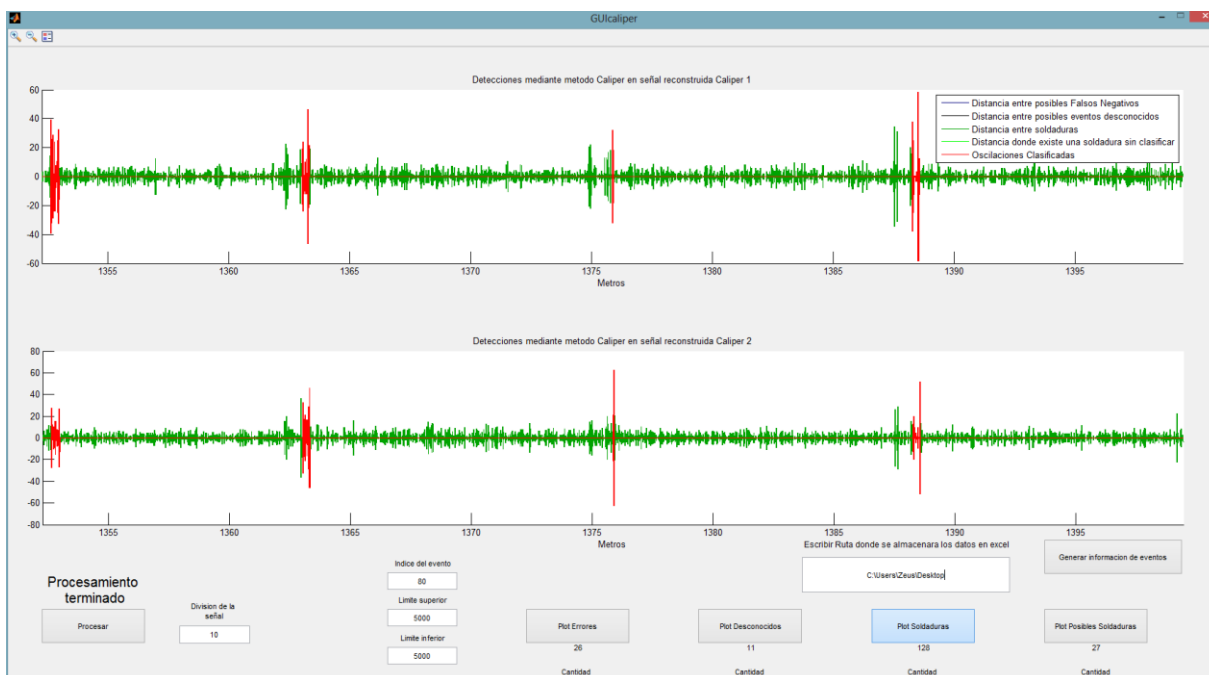 GUIcaliper
Detecciones mediante metodo Caliper en señal reconstruida Caliper 1
60
40
20
0
-20
-40
-60
Distancia entre posibles Falsos Negativos
Distancia entre posibles eventos desconocidos
Distancia entre soldaduras
Distancia donde existe una soldadura sin clasificar
Oscilaciones Clasificadas
1355 1360 1365 1370 1375 1380 1385 1390 1395
Metros
Detecciones mediante metodo Caliper en señal reconstruida Caliper 2
80
60
40
20
0
-20
-40
-60
-80
1355 1360 1365 1370 1375 1380 1385 1390 1395
Metros
Escribir Ruta donde se almacenara los datos en excel
C:\Users\Zeus\Desktop
Generar informacion de eventos
Procesamiento
terminado
Procesar
Division de la
señal
10
Indice del evento
80
Limite superior
5000
Limite inferior
5000
Plot Errores
26
Cantidad
Plot Desconocidos
11
Cantidad
Plot Soldaduras
128
Cantidad
Plot Posibles Soldaduras
27
Cantidad